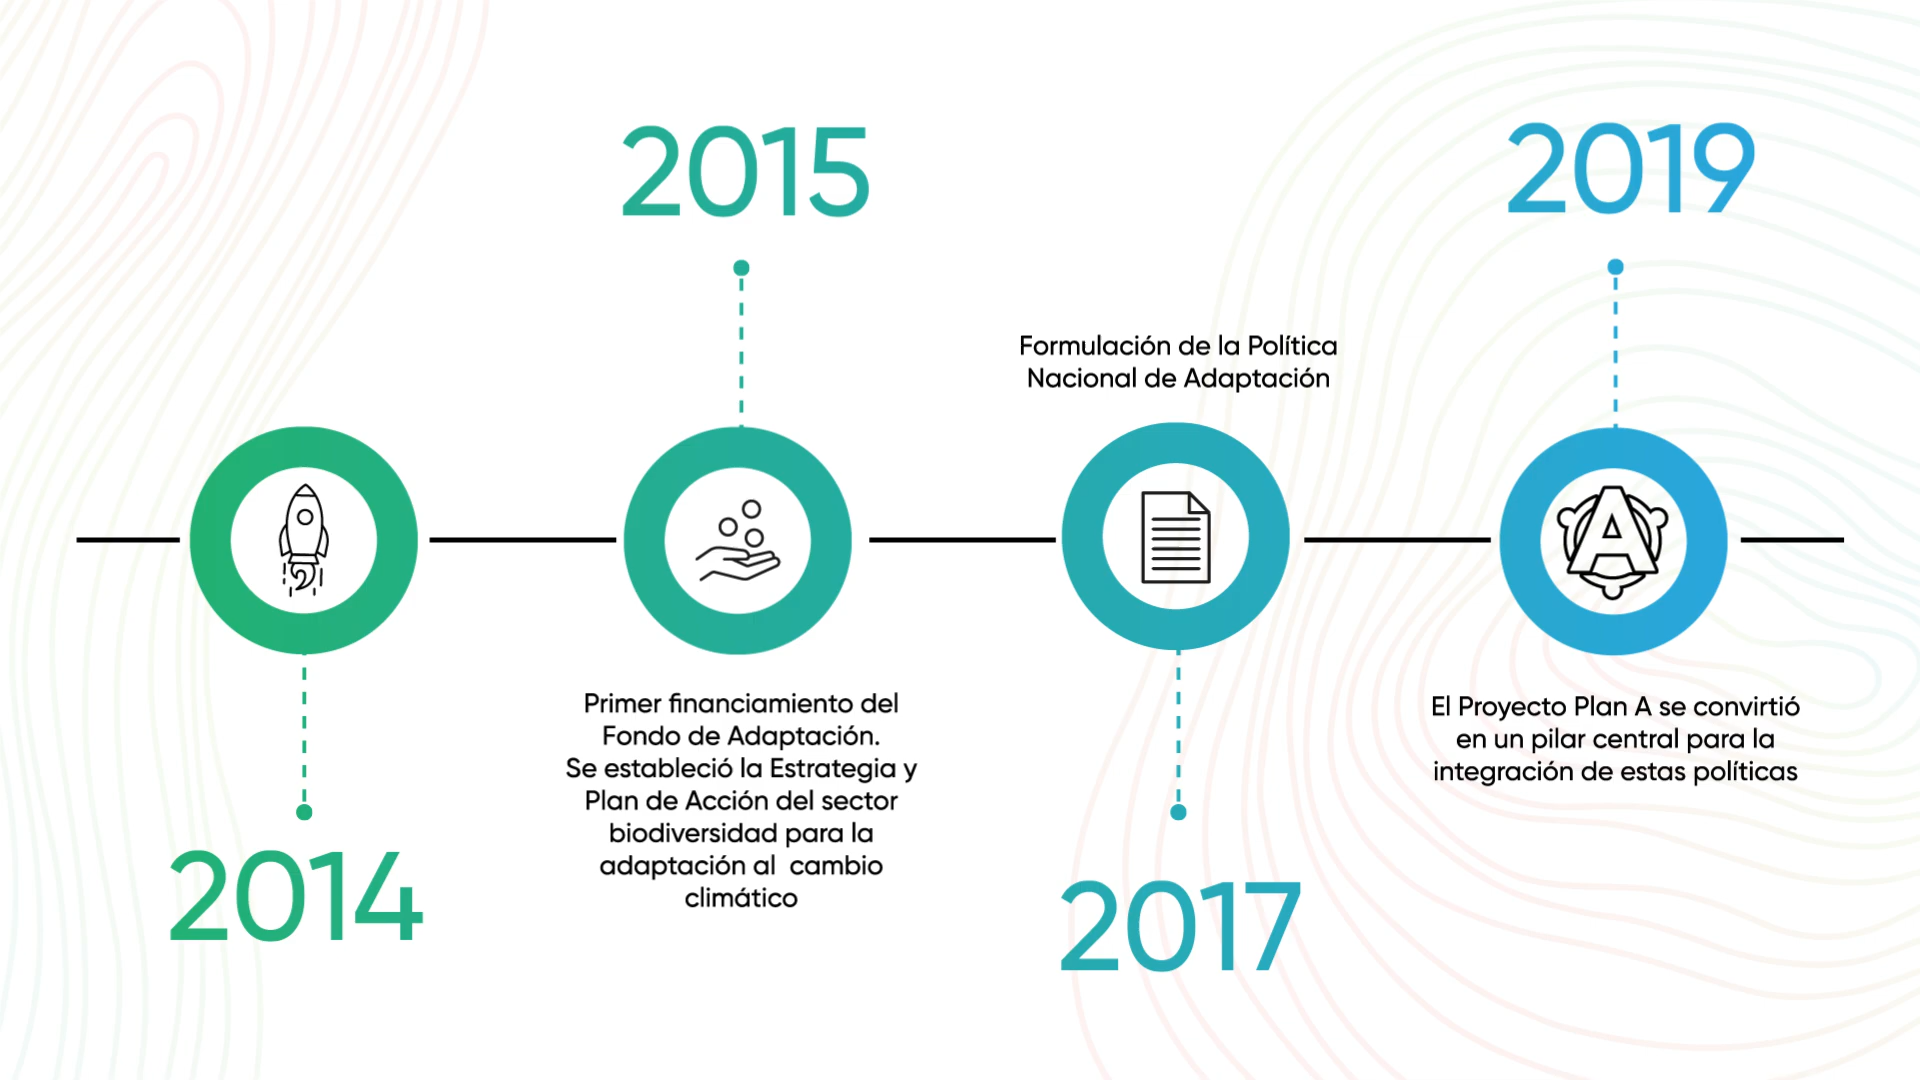 2014
2015
Primer financiamiento del
Fondo de Adaptación.
Se estableció la Estrategia y
Plan de Acción del sector
biodiversidad para la
adaptación al  cambio
climático
Formulación de la Política
Nacional de Adaptación
2017
2019
A
El Proyecto Plan A se convirtió
en un pilar central para la
integración de estas políticas